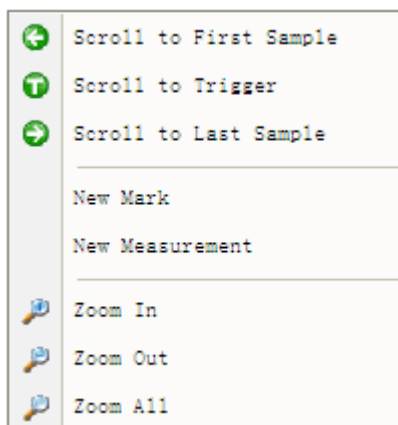 Scroll to First Sample
T
Scroll to Trigger
Scroll to Last Sample
New Mark
New Measurement
Zoom In
Zoom Out
Zoom All